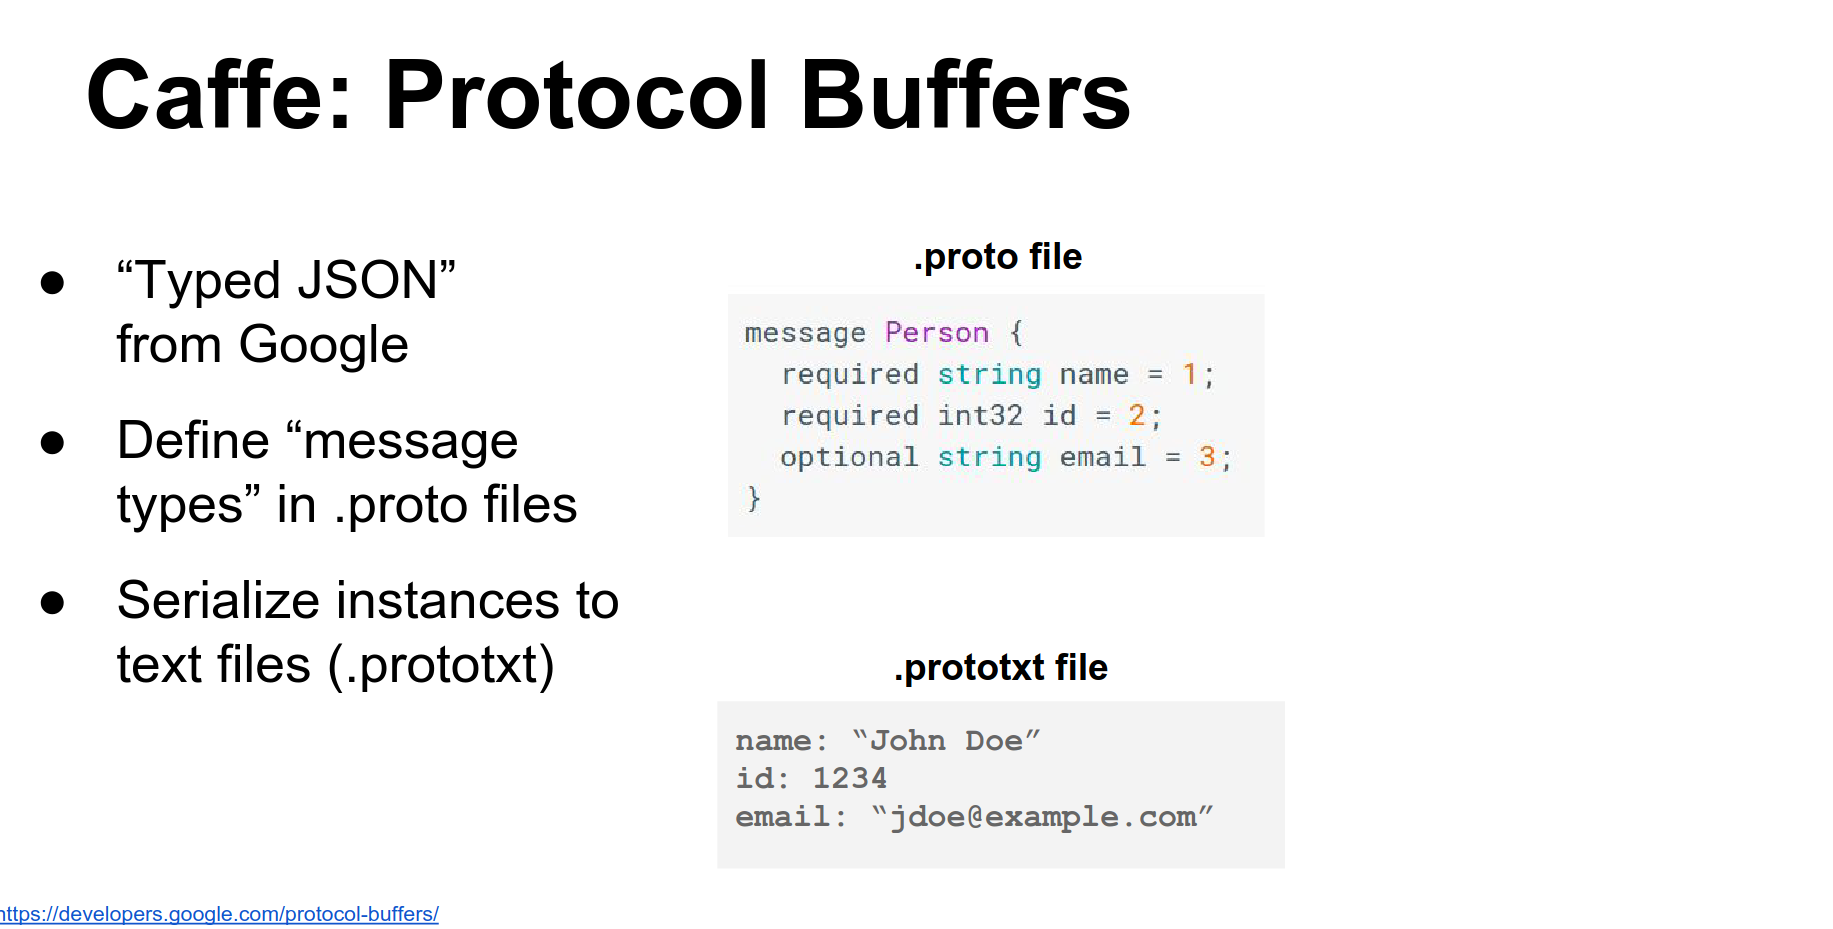 Caffe: Protocol Buffers
● “Typed JSON”
from Google
● Define “message
types” in .proto files
● Serialize instances to
text files (.prototxt)
.proto file
message Person {
  required string name = 1;
  required int32 id = 2;
  optional string email = 3;
}
.prototxt file
name: “John Doe”
id: 1234
email: “jdoe@example.com”
https://developers.google.com/protocol-buffers/